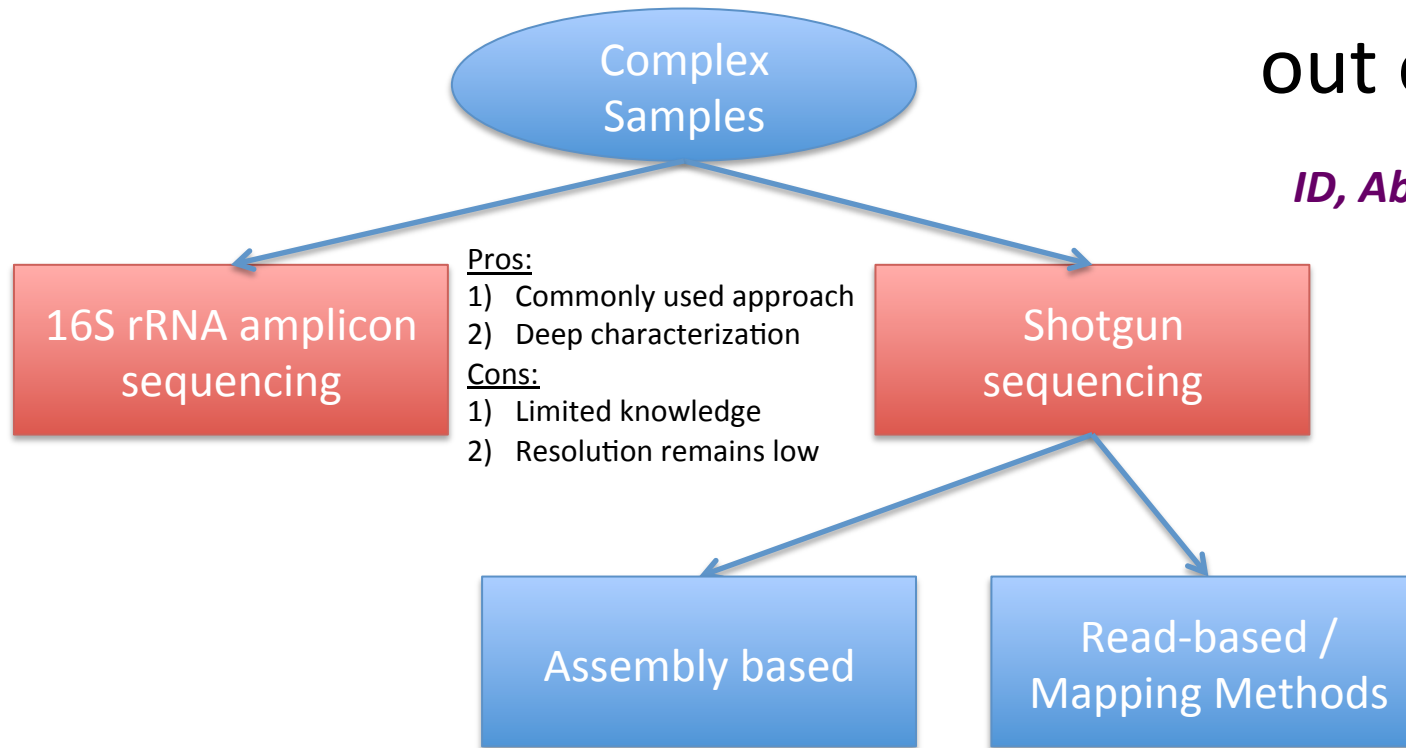 Complex
Samples
out
ID,
Pros:
1) Commonly used approach
2) Deep characterization
Cons:
1) Limited knowledge
2) Resolution remains low
16S rRNA amplicon
sequencing
Shotgun
sequencing
Assembly based
Read-based /
Mapping Methods